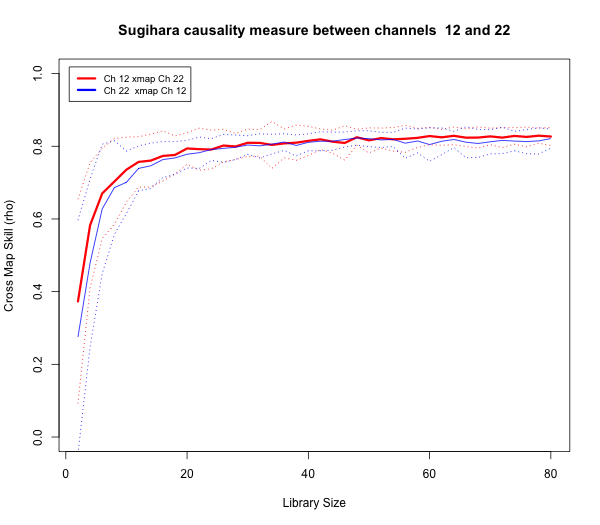 Sugihara causality measure between channels  12 and 22
Ch 12 xmap Ch 22
Ch 22  xmap Ch 12
Cross Map Skill (rho)
1.0
0.8
0.6
0.4
0.2
0.0
0 20 40 60 80
Library Size